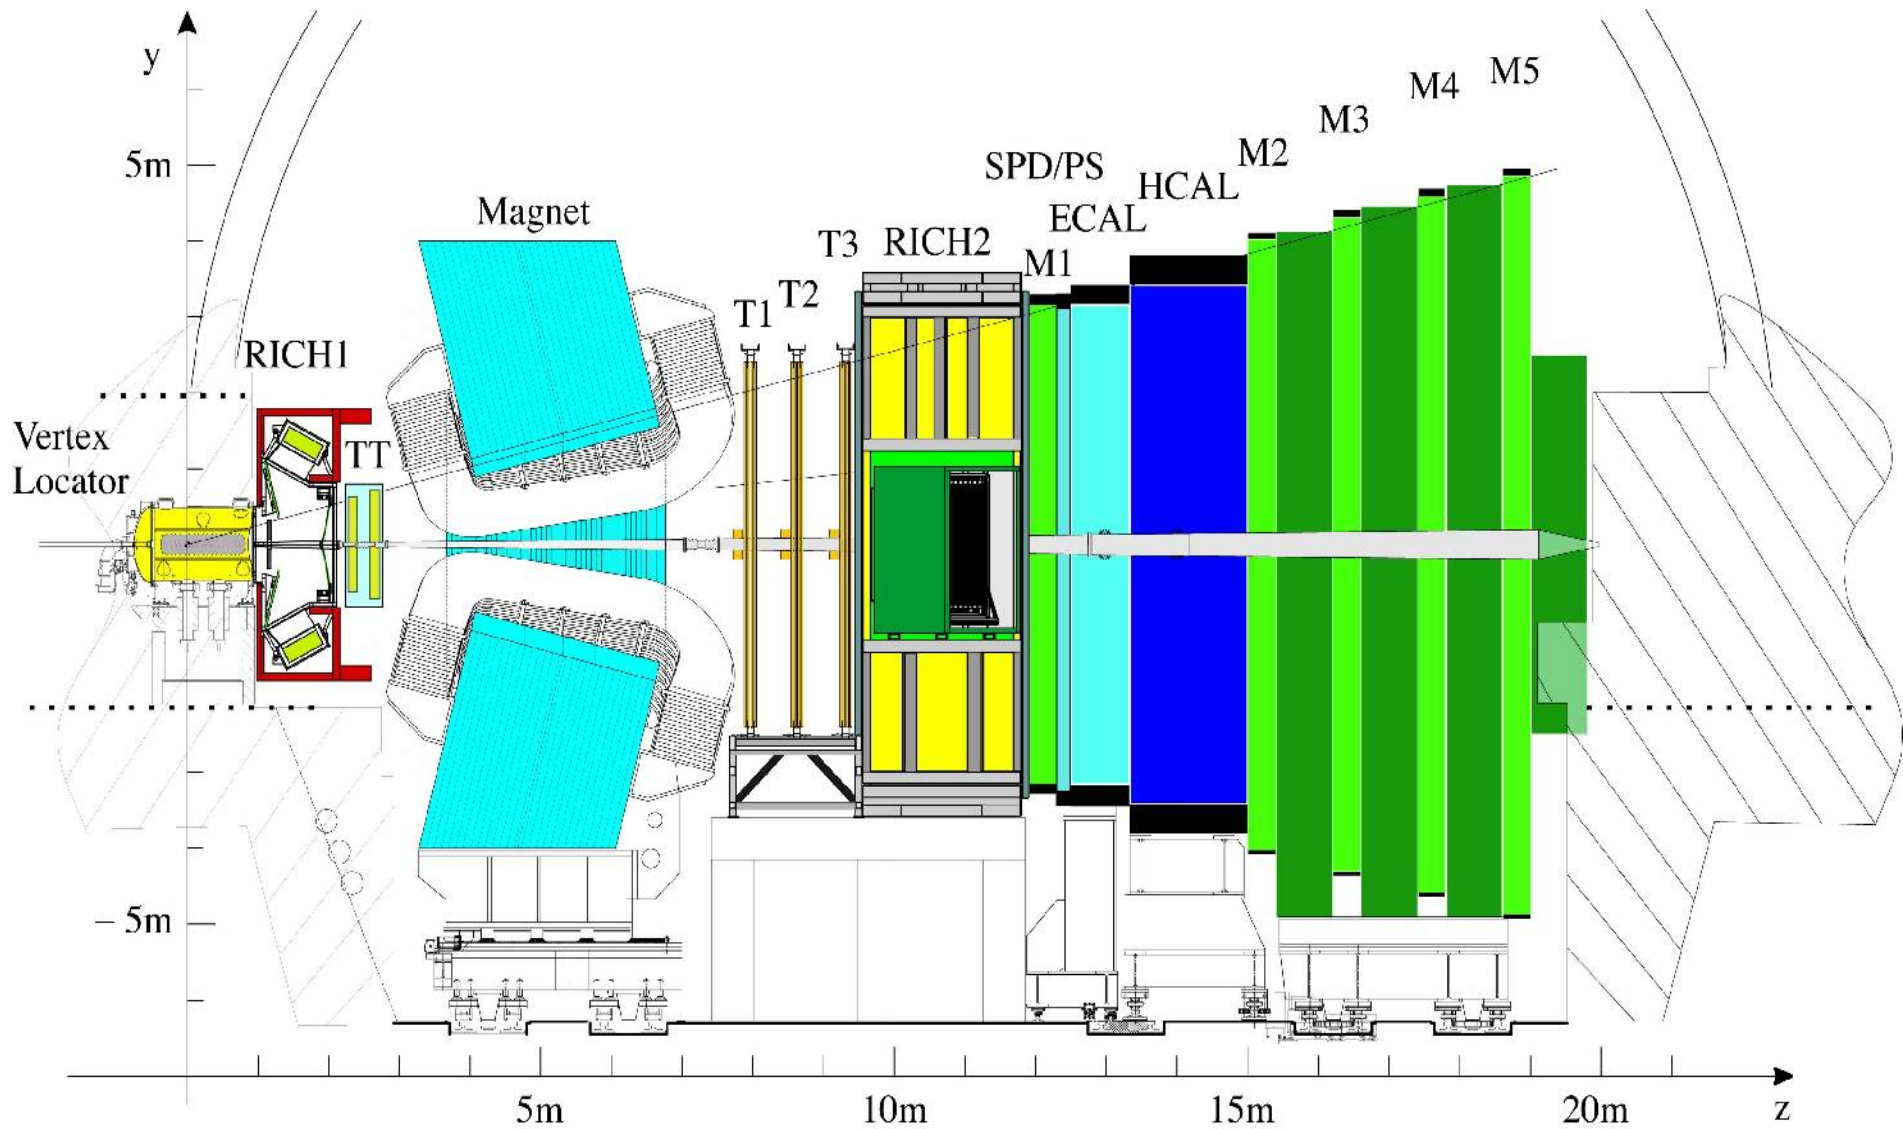 y
5m
Magnet
SPD/PS
ECAL
HCAL
M2
M3
M4
M5
T3
RICH2
M1
T2
T1
RICH1
TT
Vertex
Locator
– 5m
5m
10m
15m
20m
z